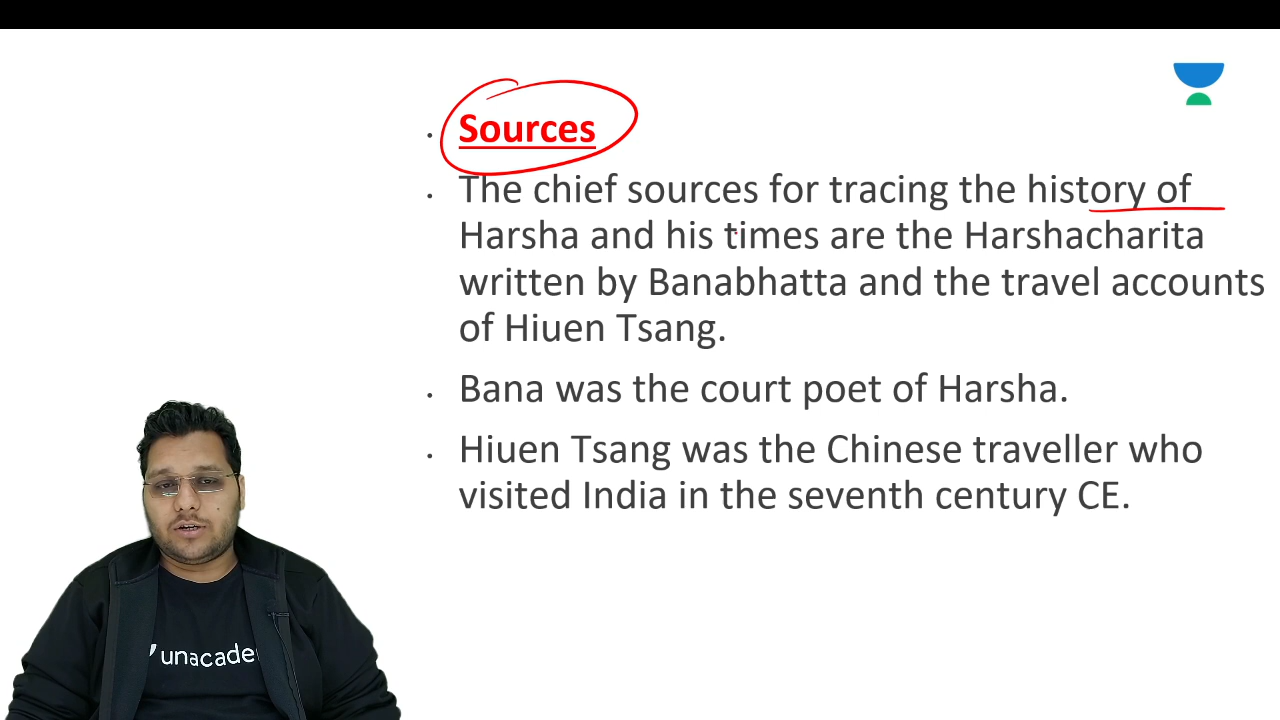 Sources
The chief sources for tracing the history of
Harsha and his times are the Harshacharita
written by Banabhatta and the travel accounts
of Hiuen Tsang.
Bana was the court poet of Harsha.
Hiuen Tsang was the Chinese traveller who
visited India in the seventh century CE.
unacade